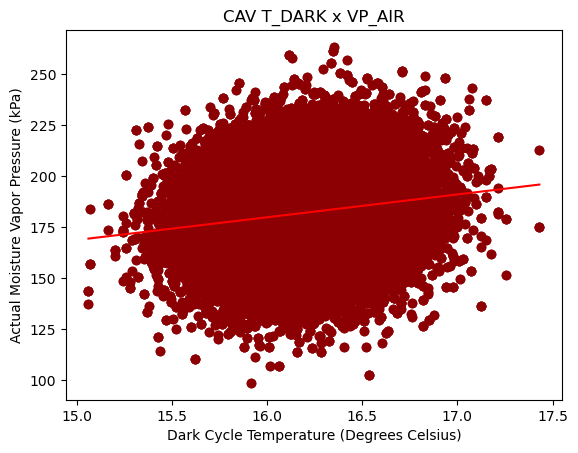 CAV T_DARK x VP_AIR
Actual Moisture Vapor Pressure (kPa)
250
225
200
175
150
125
100
15.0 15.5 16.0 16.5 17.0 17.5
Dark Cycle Temperature (Degrees Celsius)